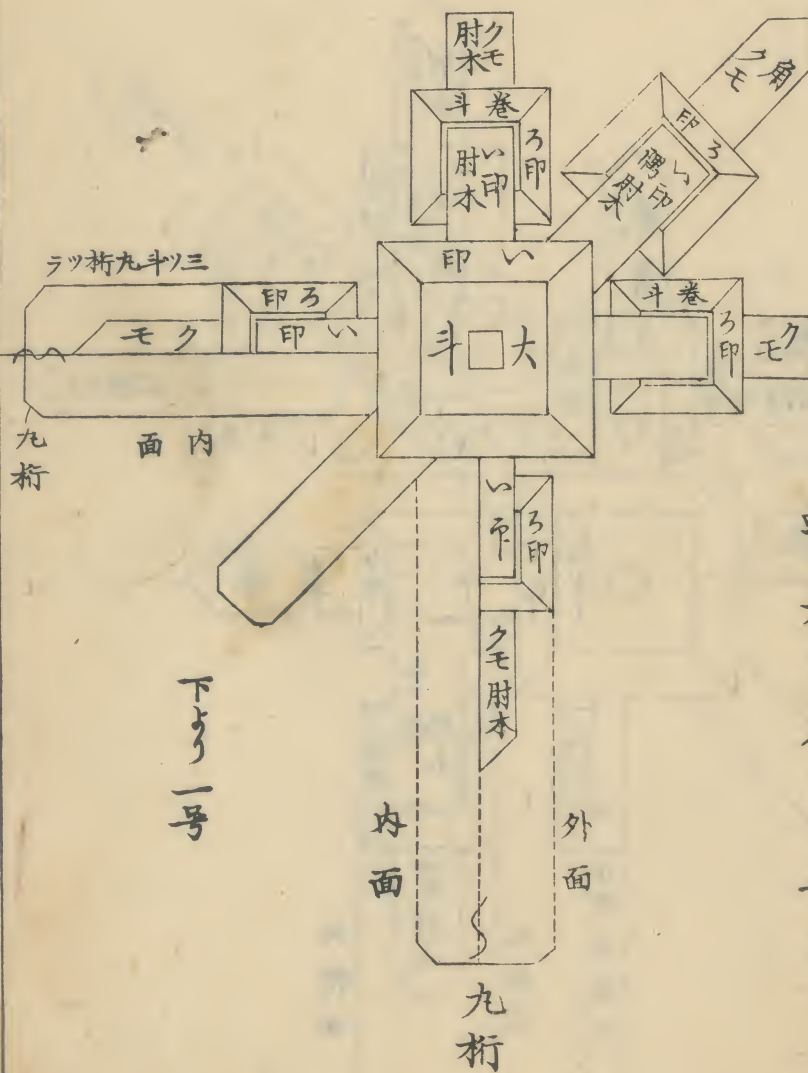 クモ
肘木
巻斗
ろ印
い印
肘木
角
クモ
ろ印
い印
隅肘木
い印
大斗
三ツ斗丸桁ツラ
ろ印
い印
クモ
内面
丸桁
巻斗
ろ印
クモ
い印
ろ印
クモ肘木
下より一号
内面
外面
丸桁